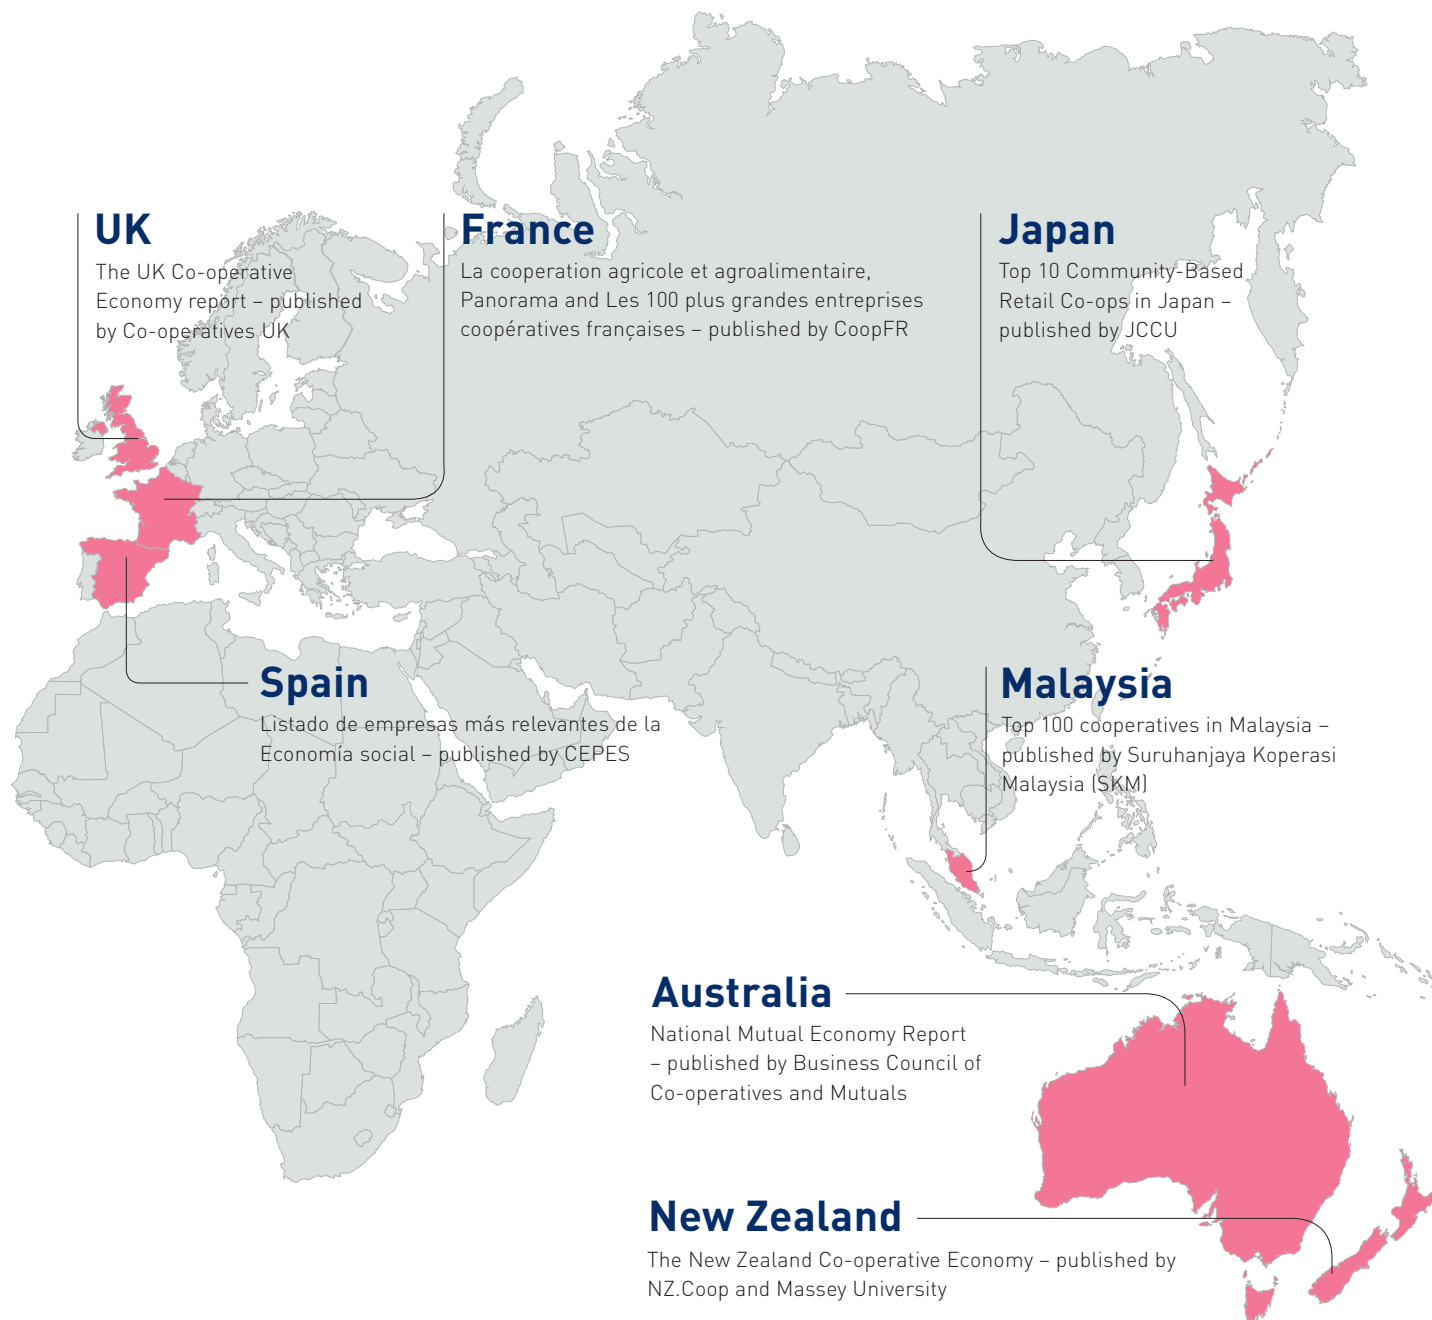 UK
The UK Co-operative
Economy report – published
by Co-operatives UK
France
La cooperation agricole et agroalimentaire,
Panorama and Les 100 plus grandes entreprises
coopératives françaises – published by CoopFR
Japan
Top 10 Community-Based
Retail Co-ops in Japan –
published by JCCU
Spain
Listado de empresas más relevantes de la
Economía social – published by CEPES
Malaysia
Top 100 cooperatives in Malaysia –
published by Suruhanjaya Koperasi
Malaysia (SKM)
Australia
National Mutual Economy Report
– published by Business Council of
Co-operatives and Mutuals
New Zealand
The New Zealand Co-operative Economy – published by
NZ.Coop and Massey University